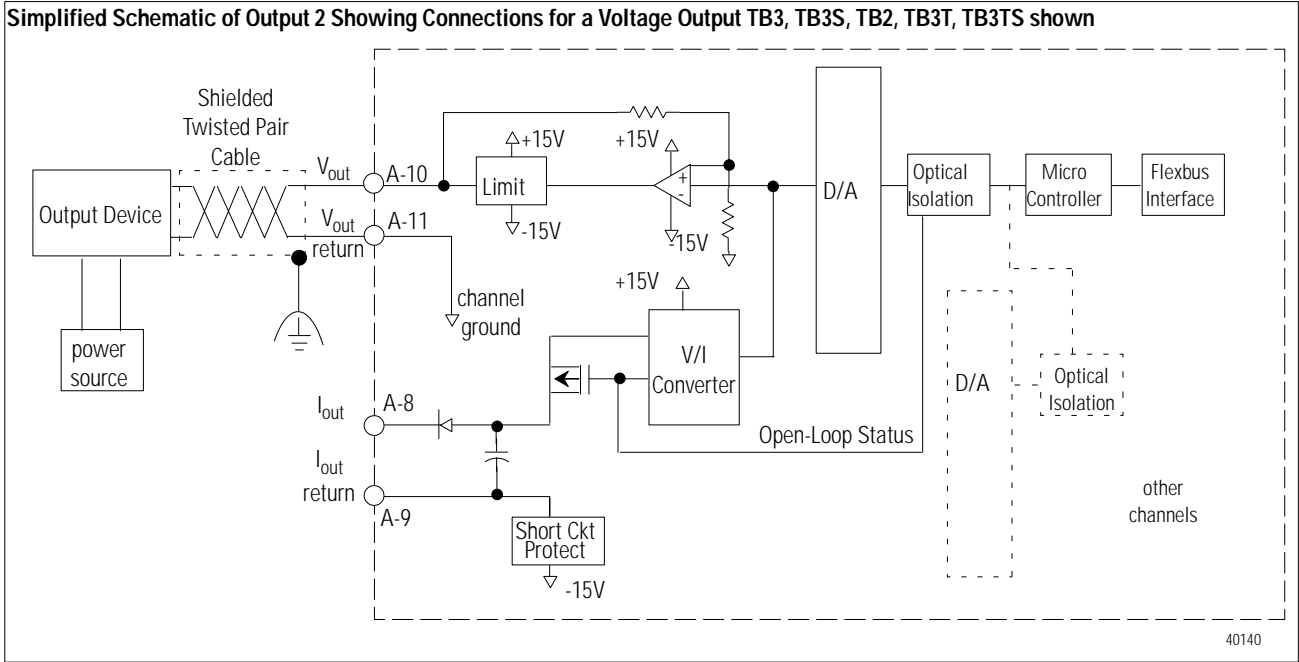 Simplified Schematic of Output 2 Showing Connections for a Voltage Output TB3, TB3S, TB2, TB3T, TB3TS shown
Shielded
Twisted Pair
Cable
Output Device
power
source
Vout
A-10
Vout
return
A-11
channel
ground
+15V
Limit
-15V
+15V
+
-
-15V
D/A
Optical
Isolation
Micro
Controller
Flexbus
Interface
+15V
V/I
Converter
Iout
A-8
Iout
return
A-9
Short Ckt
Protect
-15V
Open-Loop Status
D/A
Optical
Isolation
other
channels
40140